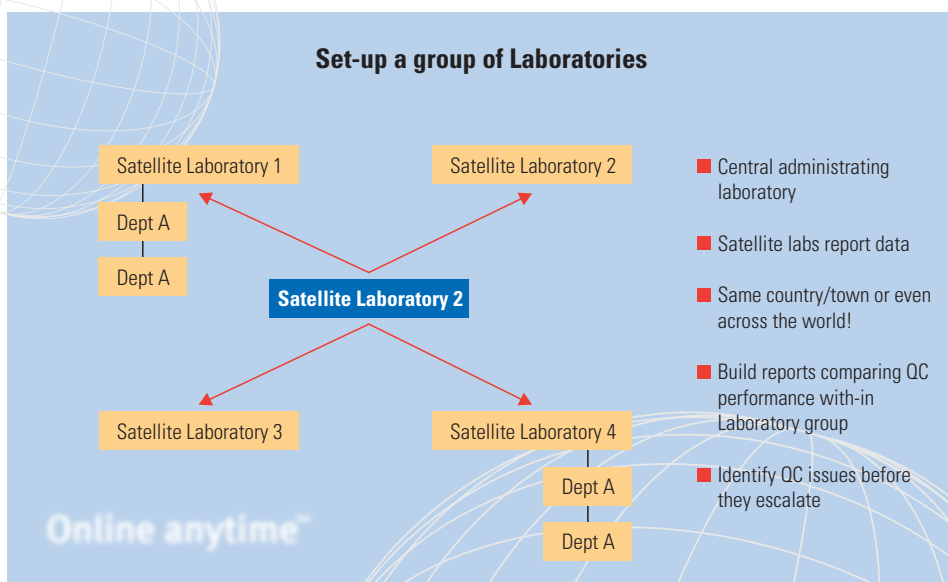 Set-up a group of Laboratories
Satellite Laboratory 1
Satellite Laboratory 2
Dept A
Dept A
Satellite Laboratory 2
Satellite Laboratory 3
Satellite Laboratory 4
Dept A
Dept A
Central administrating
laboratory
Satellite labs report data
Same country/town or even
across the world!
Build reports comparing QC
performance with-in
Laboratory group
Identify QC issues before
they escalate
Online anytime™